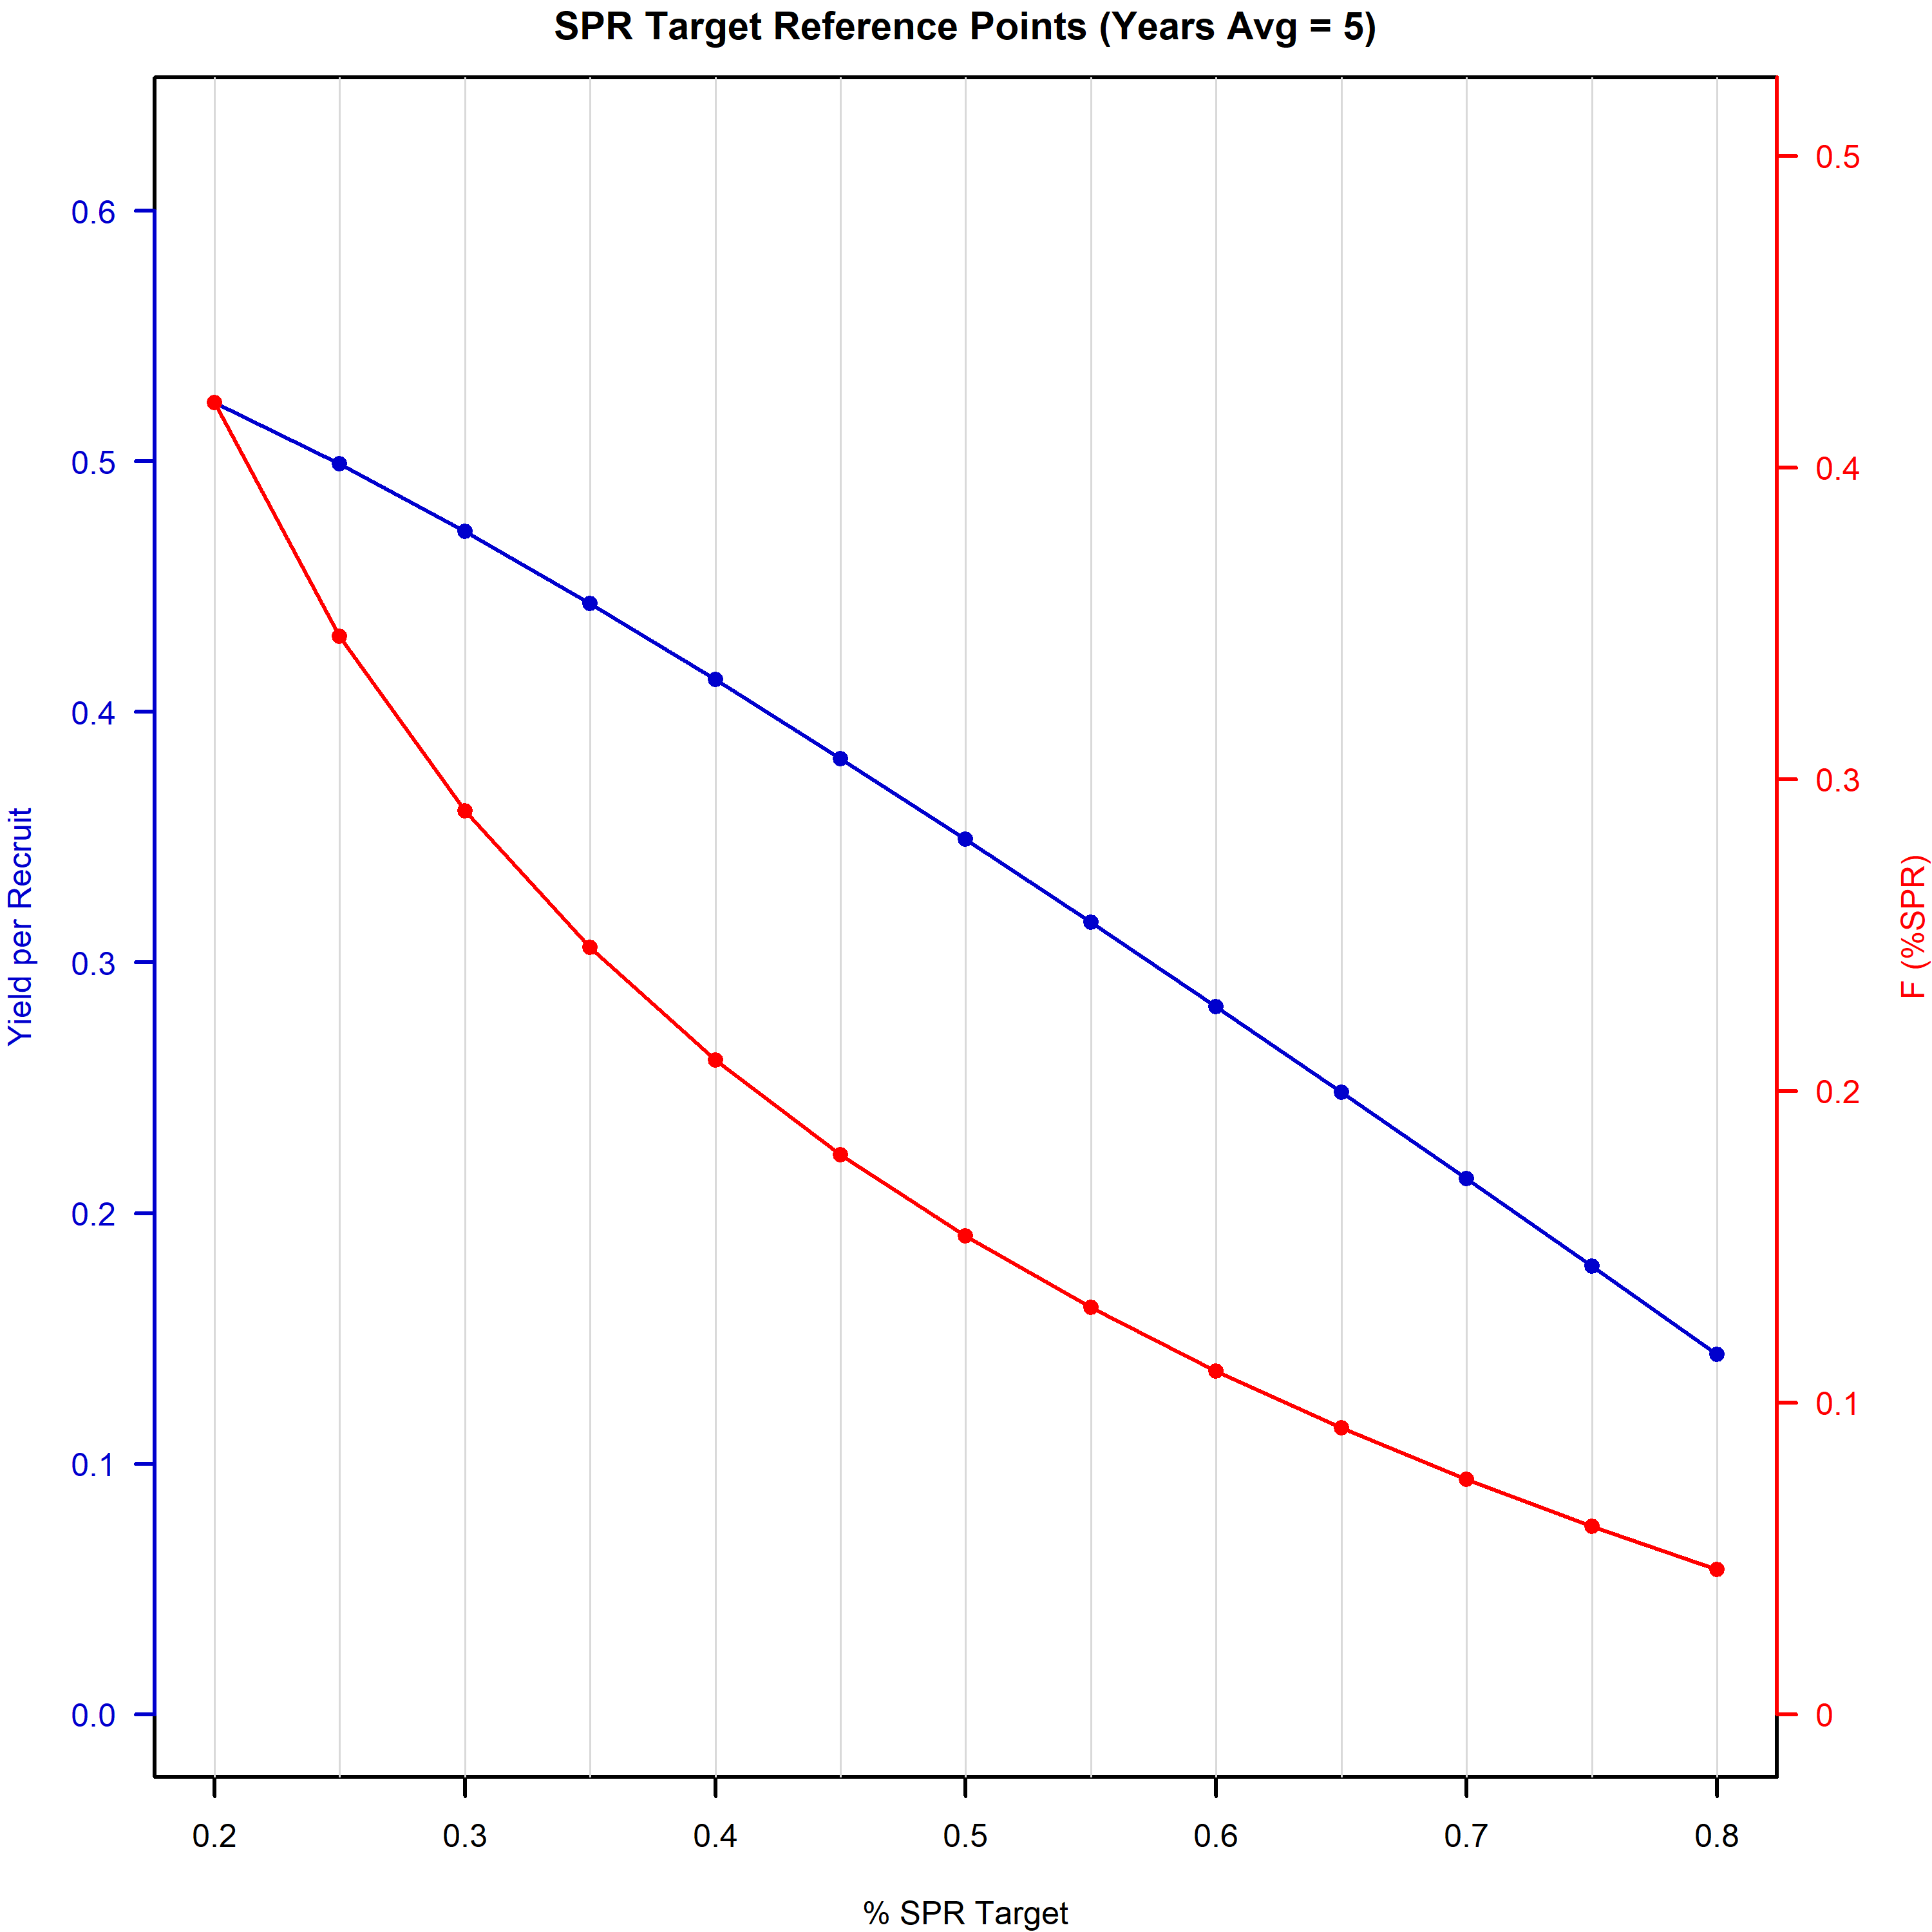 SPR Target Reference Points (Years Avg = 5)
Yield per Recruit
0.6
0.5
0.4
0.3
0.2
0.1
0.0
F (%SPR)
0.5
0.4
0.3
0.2
0.1
0
0.2 0.3 0.4 0.5 0.6 0.7 0.8
% SPR Target